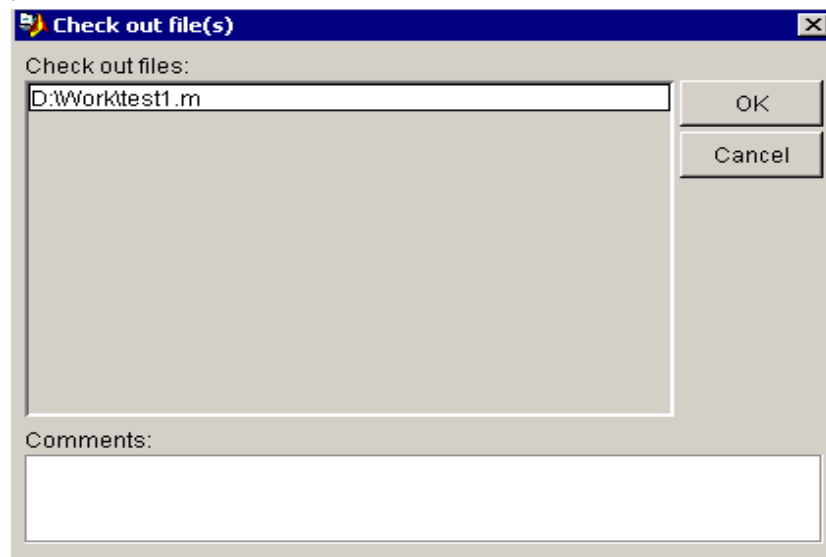 Check out file(s)
Check out files:
D:\Work\test1.m
OK
Cancel
Comments: